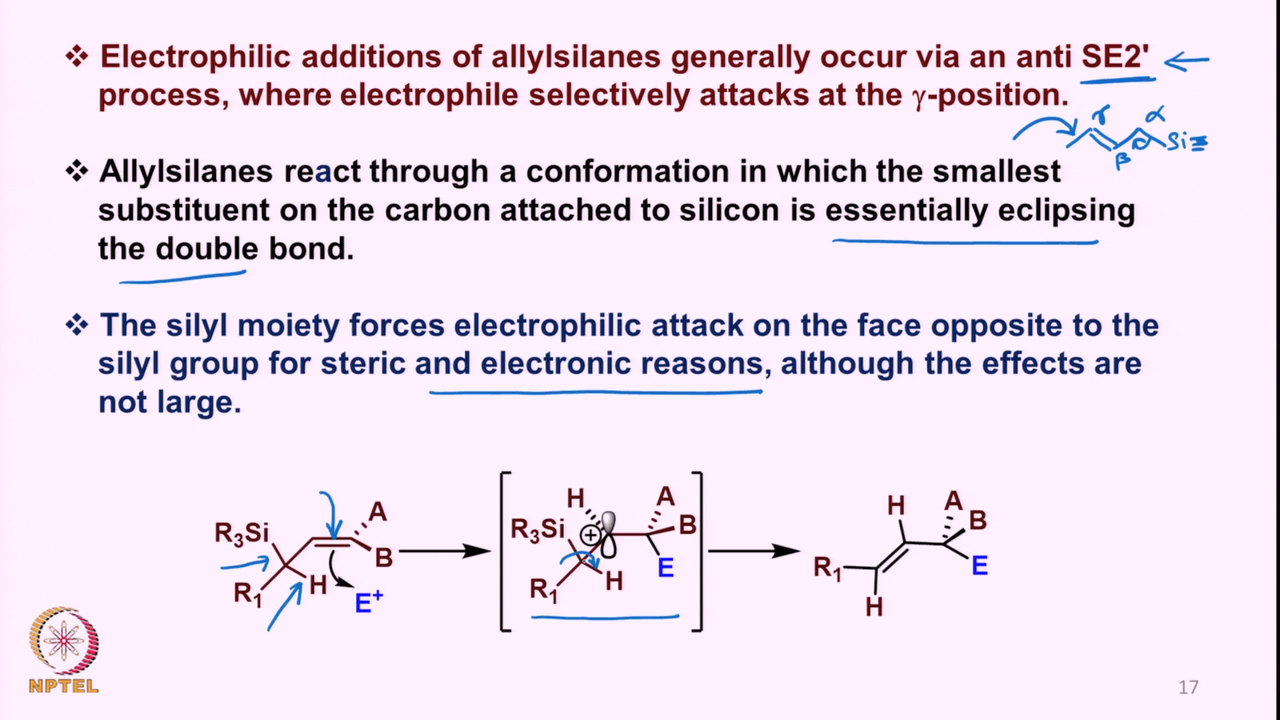 ❖ Electrophilic additions of allylsilanes generally occur via an anti SE2'
process, where electrophile selectively attacks at the γ-position.
γ α
β Si
❖ Allylsilanes react through a conformation in which the smallest
substituent on the carbon attached to silicon is essentially eclipsing
the double bond.
❖ The silyl moiety forces electrophilic attack on the face opposite to the
silyl group for steric and electronic reasons, although the effects are
not large.
R3Si R1 H A B E+
R3Si R1 H H + A B E
R1 H H A B E
NPTEL
17